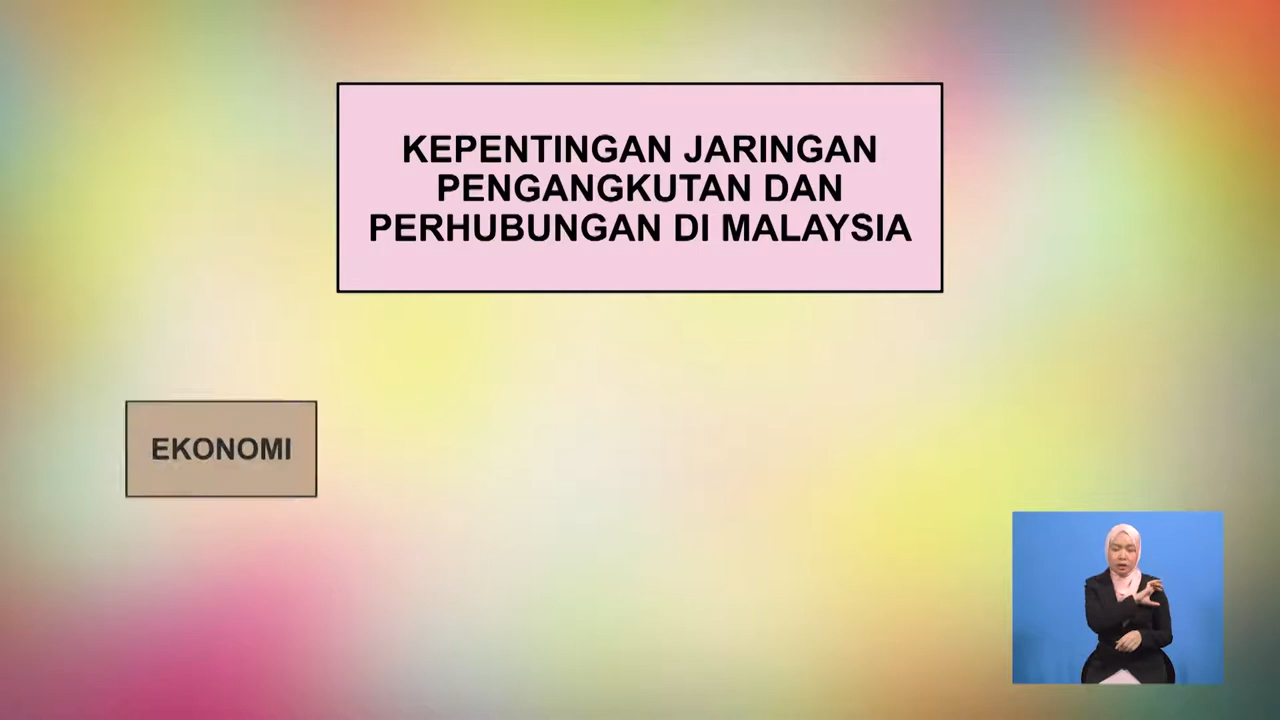 KEPENTINGAN JARINGAN
PENGANGKUTAN DAN
PERHUBUNGAN DI MALAYSIA
EKONOMI